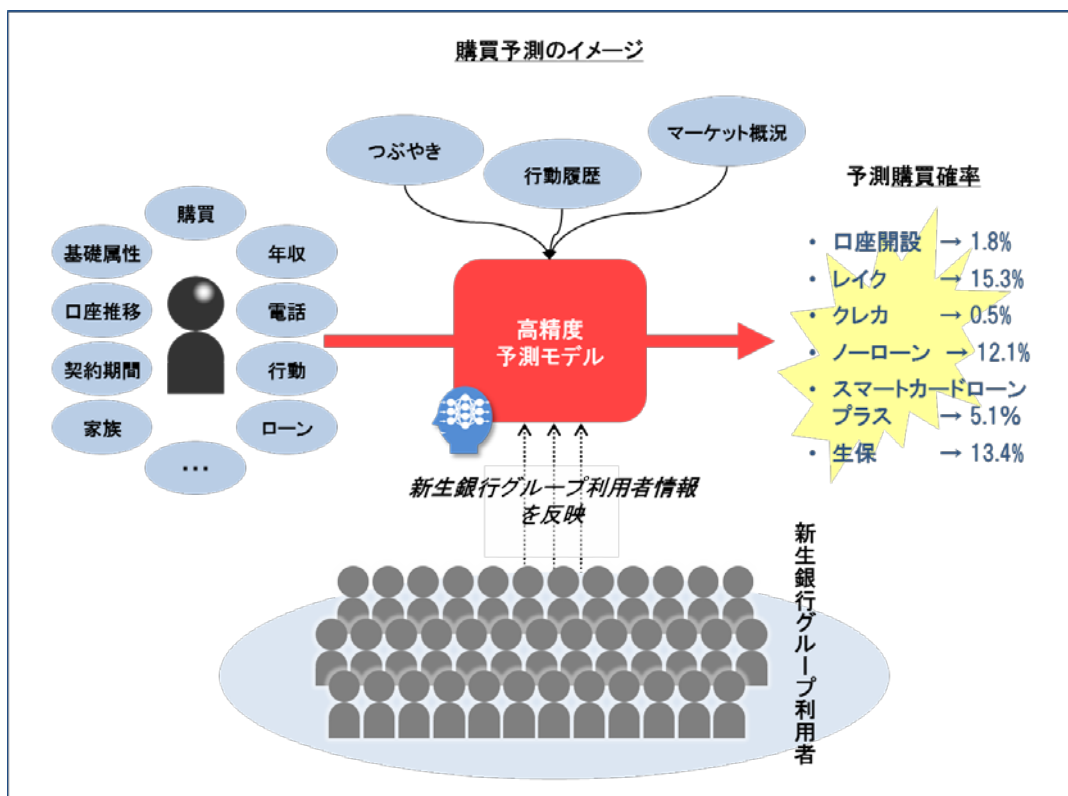 購買予測のイメージ
つぶやき
行動履歴
マーケット概況
購買
基礎属性
年収
口座推移
電話
契約期間
行動
家族
ローン
…
高精度
予測モデル
予測購買確率
・ 口座開設 → 1.8%
・ レイク → 15.3%
・ クレカ → 0.5%
・ ノーローン → 12.1%
・ スマートカードローン
プラス → 5.1%
・ 生保 → 13.4%
新生銀行グループ利用者情報
を反映
新生銀行グループ利用者